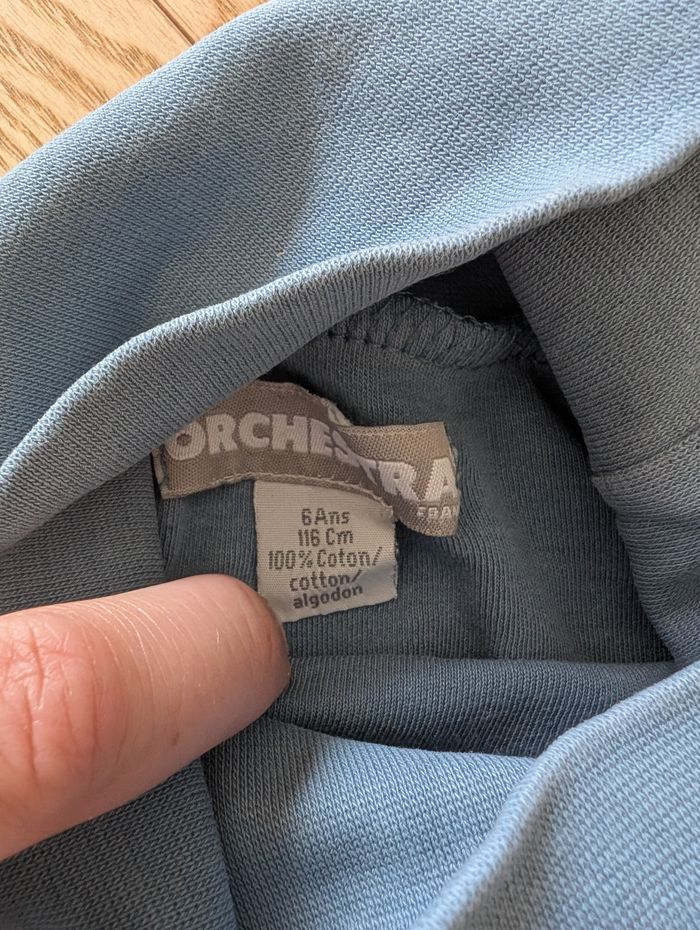 ORCHESTRA
6Ans
116 Cm
100% Coton/
cotton/
algodon